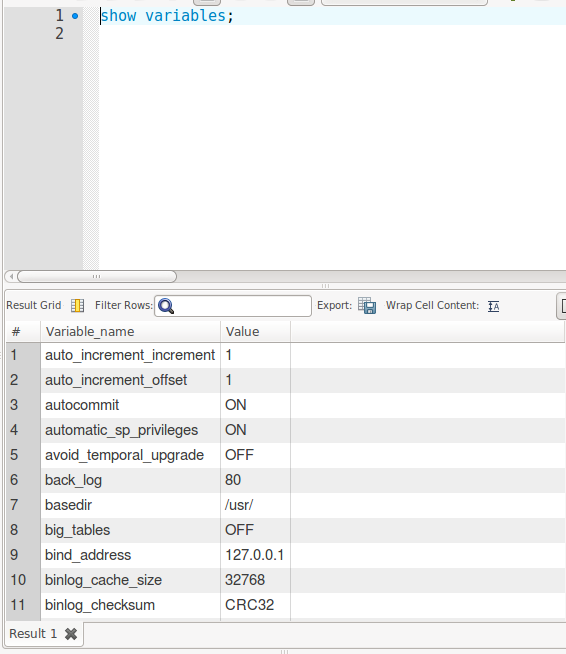 1 show variables;
2
Result Grid Filter Rows: Export: Wrap Cell Content:
# Variable_name Value
1 auto_increment_increment 1
2 auto_increment_offset 1
3 autocommit ON
4 automatic_sp_privileges ON
5 avoid_temporal_upgrade OFF
6 back_log 80
7 basedir /usr/
8 big_tables OFF
9 bind_address 127.0.0.1
10 binlog_cache_size 32768
11 binlog_checksum CRC32
Result 1